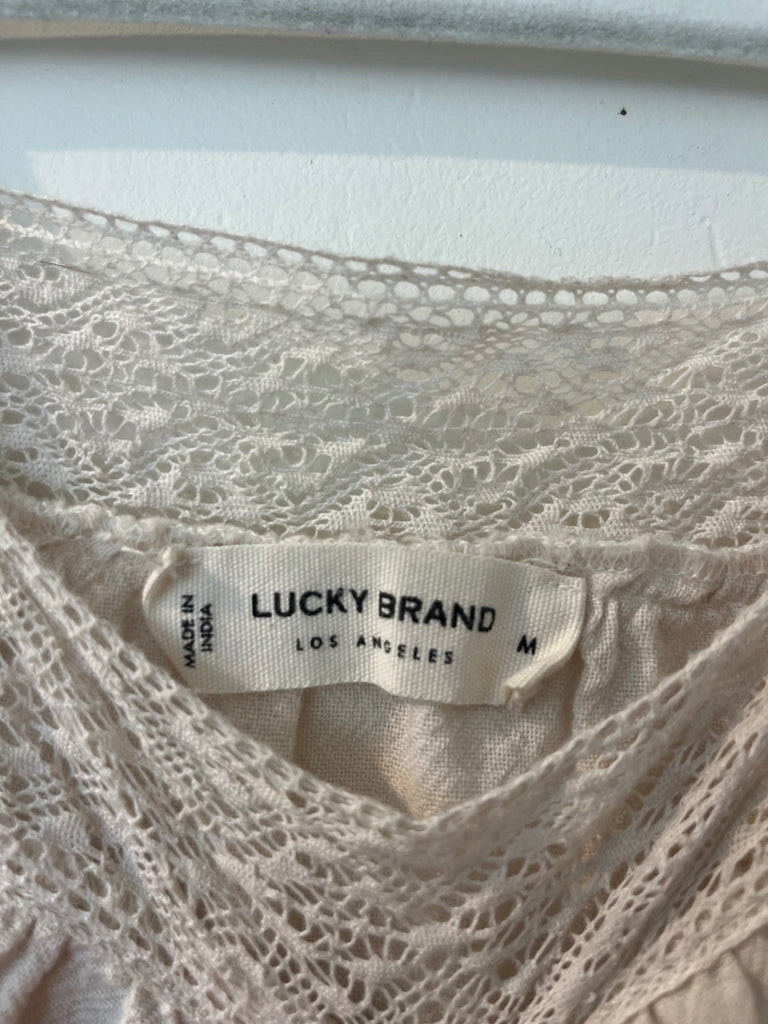 MADE IN
INDIA
LUCKY BRAND
LOS ANGELES
M